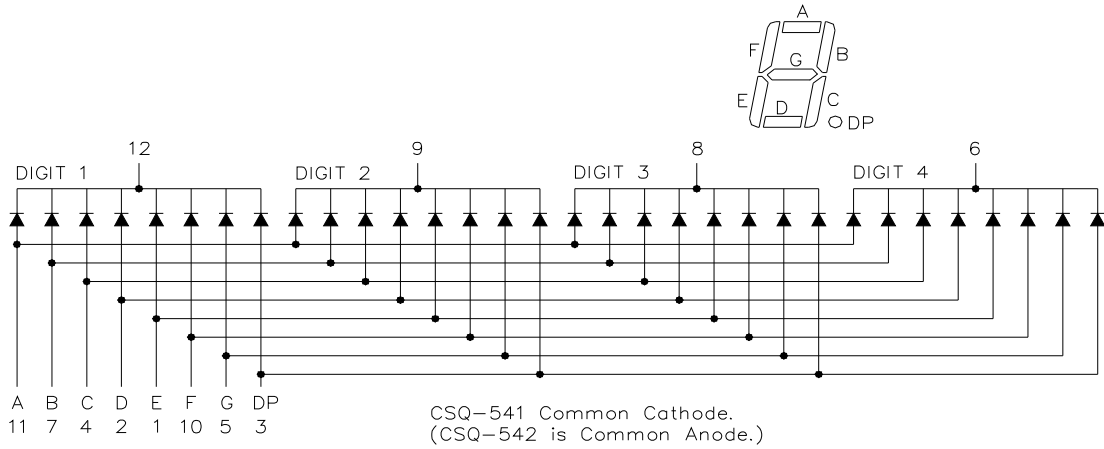 A
F
B
G
E
C
D
DP
12
9
8
6
DIGIT 1
DIGIT 2
DIGIT 3
DIGIT 4
A B C D E F G DP
11 7 4 2 1 10 5 3
CSQ-541 Common Cathode.
(CSQ-542 is Common Anode.)